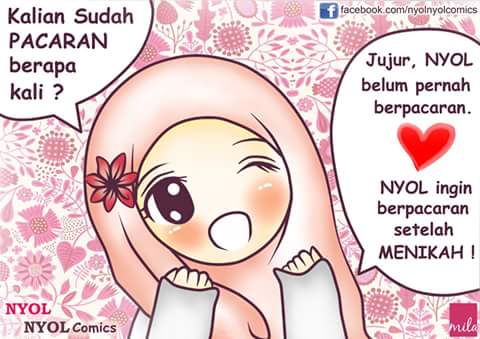 facebook.com/nyolnyolcomics
Kalian Sudah
PACARAN
berapa
kali ?
Jujur, NYOL
belum pernah
berpacaran.
NYOL ingin
berpacaran
setelah
MENIKAH !
NYOL
NYOL Comics
mila